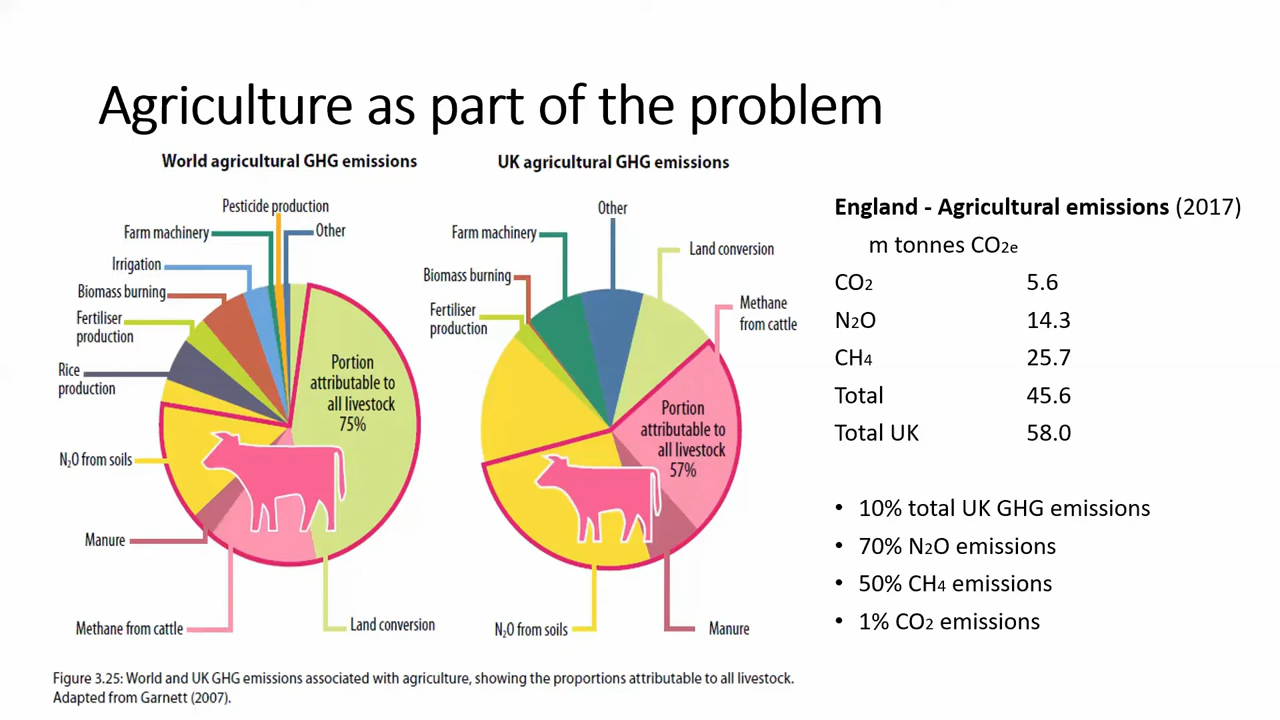 Agriculture as part of the problem
World agricultural GHG emissions
Pesticide production
Farm machinery
Other
Irrigation
Biomass burning
Fertiliser
production
Rice
production
N₂O from soils
Manure
Methane from cattle
Land conversion
Portion
attributable to
all livestock
75%
UK agricultural GHG emissions
Other
Farm machinery
Land conversion
Biomass burning
Methane
from cattle
Fertiliser
production
Portion
attributable to
all livestock
57%
N₂O from soils
Manure
England - Agricultural emissions (2017)
m tonnes CO₂e
CO₂ 5.6
N₂O 14.3
CH₄ 25.7
Total 45.6
Total UK 58.0
• 10% total UK GHG emissions
• 70% N₂O emissions
• 50% CH₄ emissions
• 1% CO₂ emissions
Figure 3.25: World and UK GHG emissions associated with agriculture, showing the proportions attributable to all livestock.
Adapted from Garnett (2007).